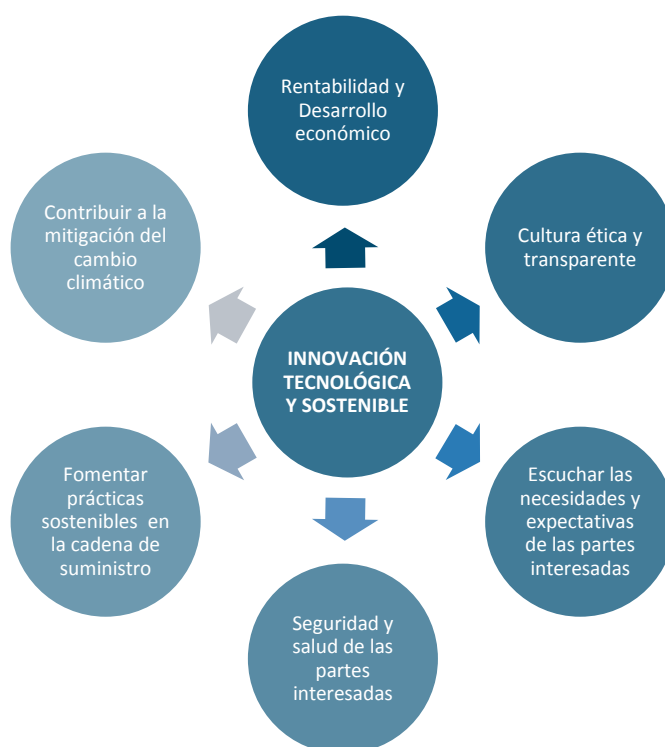 Rentabilidad y
Desarrollo
económico
Contribuir a la
mitigación del
cambio
climático
Cultura ética y
transparente
INNOVACIÓN
TECNOLÓGICA
Y SOSTENIBLE
Fomentar
prácticas
sostenibles en
la cadena de
suministro
Escuchar las
necesidades y
expectativas
de las partes
interesadas
Seguridad y
salud de las
partes
interesadas